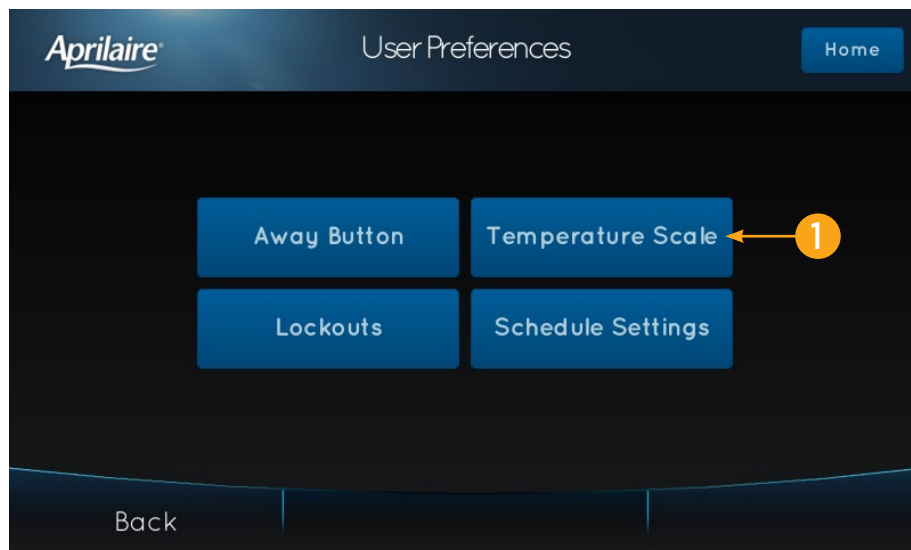 Aprilaire®
User Preferences
Home
Away Button
Temperature Scale
1
Lockouts
Schedule Settings
Back